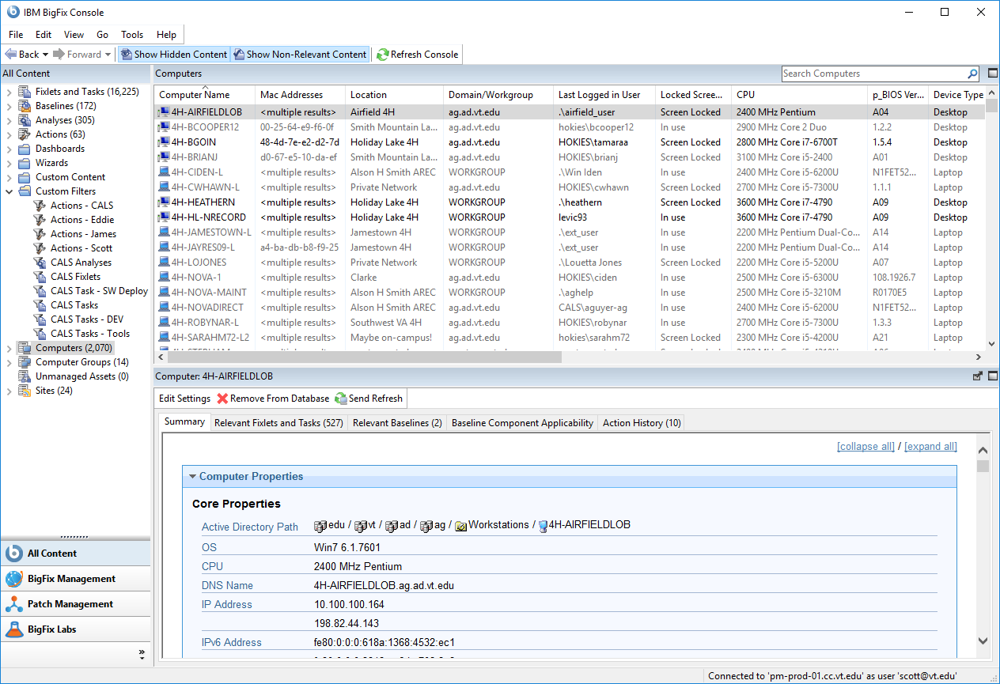 IBM BigFix Console
File Edit View Go Tools Help
Back Forward Show Hidden Content Show Non-Relevant Content Refresh Console
All Content
Fixlets and Tasks (16,225)
Baselines (172)
Analyses (305)
Actions (63)
Dashboards
Wizards
Custom Content
Custom Filters
Actions - CALS
Actions - Eddie
Actions - James
Actions - Scott
CALS Analyses
CALS Fixlets
CALS Task - SW Deploy
CALS Tasks
CALS Tasks - DEV
CALS Tasks - Tools
Computers (2,070)
Computer Groups (14)
Unmanaged Assets (0)
Sites (24)
All Content
BigFix Management
Patch Management
BigFix Labs
Computers Search Computers
Computer Name Mac Addresses Location Domain/Workgroup Last Logged in User Locked Scree... CPU p_BIOS Ver... Device Type
4H-AIRFIELDLOB <multiple results> Airfield 4H ag.ad.vt.edu .\airfield_user Screen Locked 2400 MHz Pentium A04 Desktop
4H-BCOOPER12 00-25-64-e9-f6-0f Smith Mountain La... ag.ad.vt.edu hokies\bcooper12 In use 2900 MHz Core 2 Duo 1.2.2 Desktop
4H-BGOIN 48-4d-7e-e2-d2-7d Holiday Lake 4H ag.ad.vt.edu HOKIES\tamaraa Screen Locked 2800 MHz Core i7-6700T 1.5.4 Desktop
4H-BRIANJ d0-67-e5-10-da-ef Smith Mountain La... ag.ad.vt.edu HOKIES\brianj Screen Locked 3100 MHz Core i5-2400 A01 Desktop
4H-CIDEN-L <multiple results> Alson H Smith AREC WORKGROUP .\Win Iden In use 2400 MHz Core i5-6200U N1FET52... Laptop
4H-CWHAWN-L <multiple results> Private Network ag.ad.vt.edu HOKIES\cwhawn Screen Locked 2700 MHz Core i5-7300U 1.1.1 Laptop
4H-HEATHERN <multiple results> Holiday Lake 4H WORKGROUP .\heathern Screen Locked 3600 MHz Core i7-4790 A09 Desktop
4H-HL-NRECORD <multiple results> Holiday Lake 4H WORKGROUP levic93 In use 3600 MHz Core i7-4790 A09 Desktop
4H-JAMESTOWN-L <multiple results> Jamestown 4H WORKGROUP .\ext_user In use 2200 MHz Pentium Dual-Co... A14 Laptop
4H-JAYRES09-L a4-ba-db-b8-f9-25 Jamestown 4H WORKGROUP .\ext_user In use 2200 MHz Pentium Dual-Co... A14 Laptop
4H-LOJONES <multiple results> Private Network ag.ad.vt.edu .\Louetta Jones Screen Locked 2200 MHz Core i5-5200U A07 Laptop
4H-NOVA-1 <multiple results> Clarke ag.ad.vt.edu HOKIES\ciden In use 2500 MHz Core i5-6300U 108.1926.7 Laptop
4H-NOVA-MAINT <multiple results> Alson H Smith AREC WORKGROUP .\aghelp In use 2500 MHz Core i5-3210M R0170E5 Laptop
4H-NOVADIRECT <multiple results> Alson H Smith AREC ag.ad.vt.edu CALS\aguyer-ag In use 2400 MHz Core i5-6200U N1FET52... Laptop
4H-ROBYNAR-L <multiple results> Southwest VA 4H ag.ad.vt.edu HOKIES\robynar In use 2700 MHz Core i5-7300U 1.3.3 Laptop
4H-SARAHM72-L2 <multiple results> Maybe on-campus! ag.ad.vt.edu hokies\sarahm72 In use 2300 MHz Core i5-4200U A21 Laptop
Computer: 4H-AIRFIELDLOB
Edit Settings Remove From Database Send Refresh
Summary Relevant Fixlets and Tasks (527) Relevant Baselines (2) Baseline Component Applicability Action History (10)
[collapse all] / [expand all]
Computer Properties
Core Properties
Active Directory Path edu / vt / ad / ag / Workstations / 4H-AIRFIELDLOB
OS Win7 6.1.7601
CPU 2400 MHz Pentium
DNS Name 4H-AIRFIELDLOB.ag.ad.vt.edu
IP Address 10.100.100.164
198.82.44.143
IPv6 Address fe80:0:0:0:618a:1368:4532:ec1
Connected to 'pm-prod-01.cc.vt.edu' as user 'scott@vt.edu'